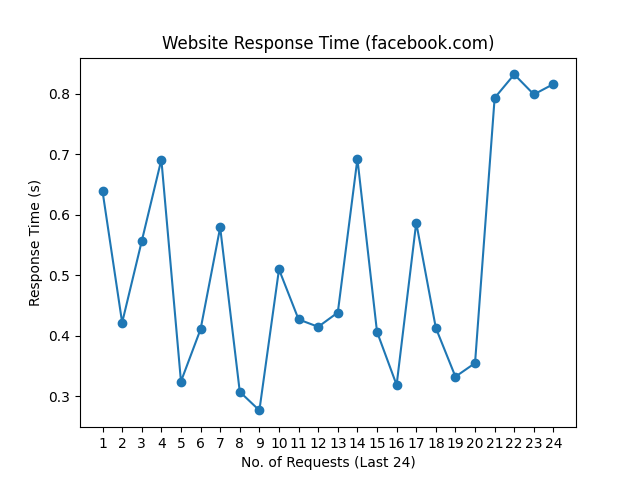 Website Response Time (facebook.com)
Response Time (s)
0.8
0.7
0.6
0.5
0.4
0.3
1 2 3 4 5 6 7 8 9 10 11 12 13 14 15 16 17 18 19 20 21 22 23 24
No. of Requests (Last 24)